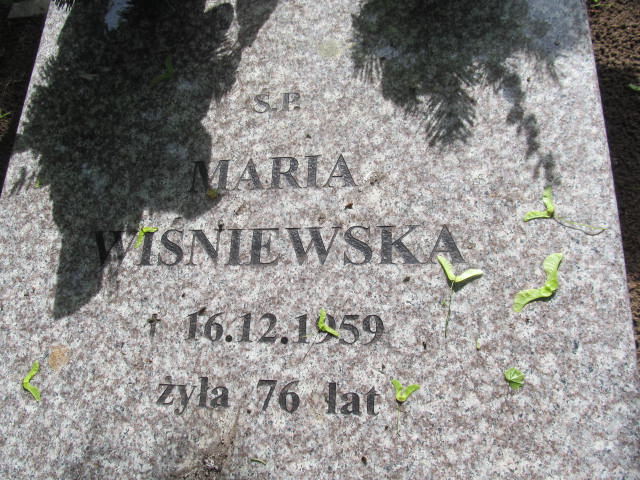 Ś.P.
MARIA
WIŚNIEWSKA
† 16.12.1959
żyła 76 lat